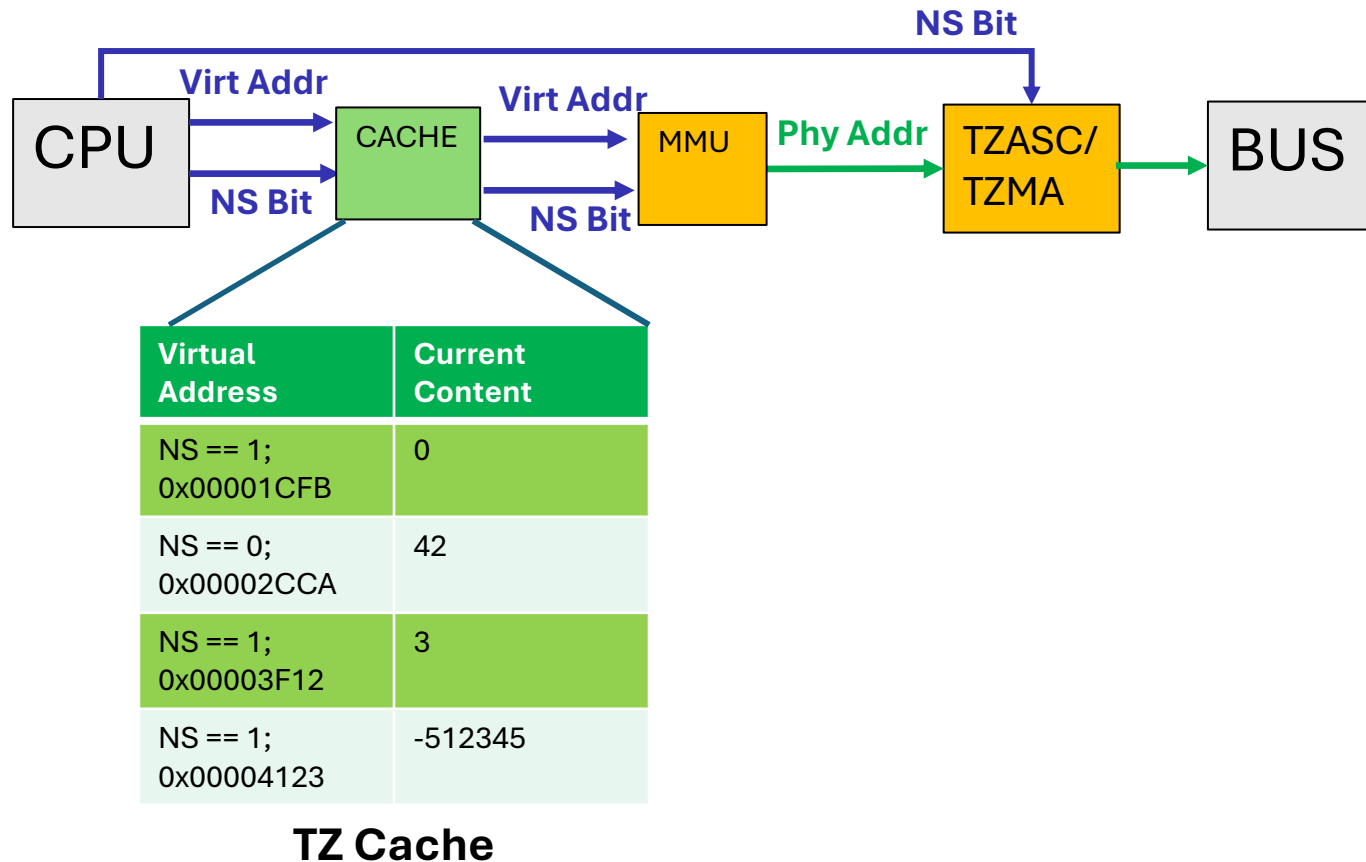 NS Bit
Virt Addr
Virt Addr
CPU
CACHE
MMU
Phy Addr
TZASC/
TZMA
BUS
NS Bit
NS Bit
Virtual
Address
Current
Content
NS == 1;
0x00001CFB
0
NS == 0;
0x00002CCA
42
NS == 1;
0x00003F12
3
NS == 1;
0x00004123
-512345
TZ Cache